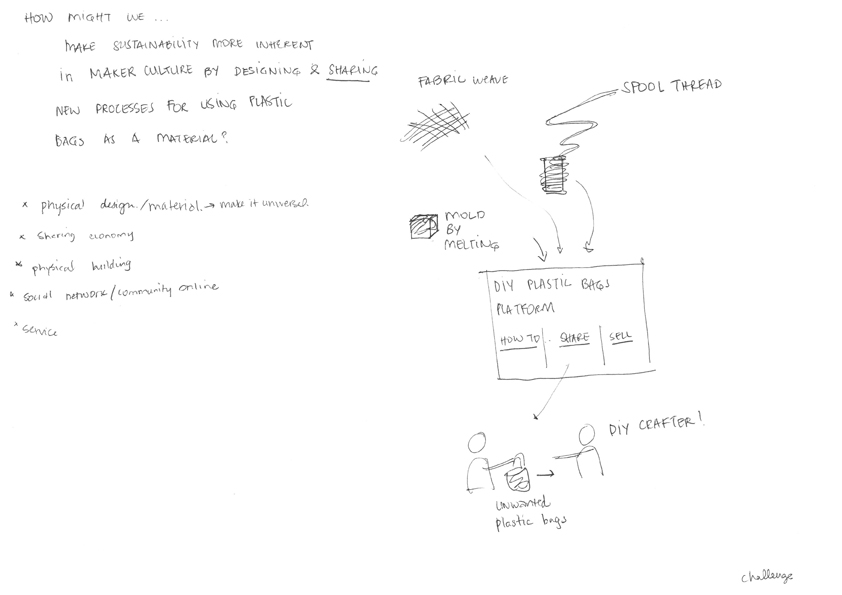 HOW MIGHT WE ...
MAKE SUSTAINABILITY MORE INHERENT
in MAKER CULTURE BY DESIGNING & SHARING
NEW PROCESSES FOR USING PLASTIC
BAGS AS A MATERIAL?
x physical design/material. → make it universal.
x Sharing economy
x physical building
x social network/community online
x service
FABRIC WEAVE
SPOOL THREAD
MOLD
BY
MELTING
DIY PLASTIC BAGS
PLATFORM
HOW TO SHARE SELL
DIY CRAFTER!
unwanted
plastic bags
challenge